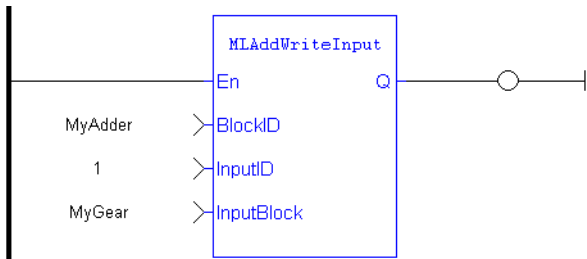 MLAddWriteInput
En Q
MyAdder BlockID
1 InputID
MyGear InputBlock